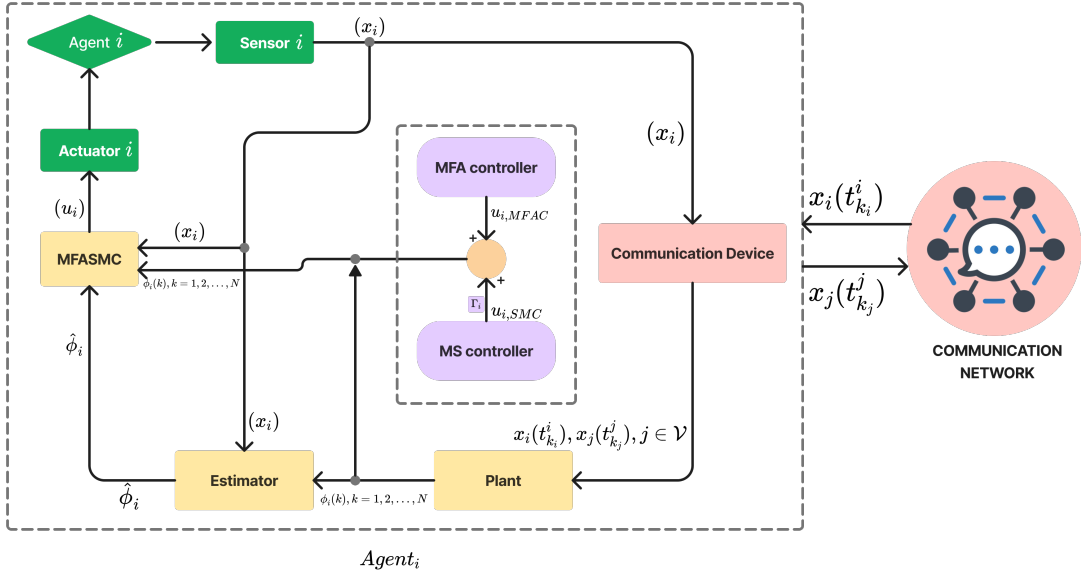 Agent i
Sensor i
(x_i)
Actuator i
(x_i)
MFA controller
(u_i)
u_{i,MFAC}
x_i(t^i_{k_i})
(x_i)
+
MFASMC
Communication Device
ϕ_i(k), k = 1, 2, ..., N
+
x_j(t^j_{k_j})
Γ_i
u_{i,SMC}
\hat{ϕ}_i
MS controller
COMMUNICATION
NETWORK
(x_i)
x_i(t^i_{k_i}), x_j(t^j_{k_j}), j ∈ 𝒱
Estimator
Plant
\hat{ϕ}_i
ϕ_i(k), k = 1, 2, ..., N
Agent_i